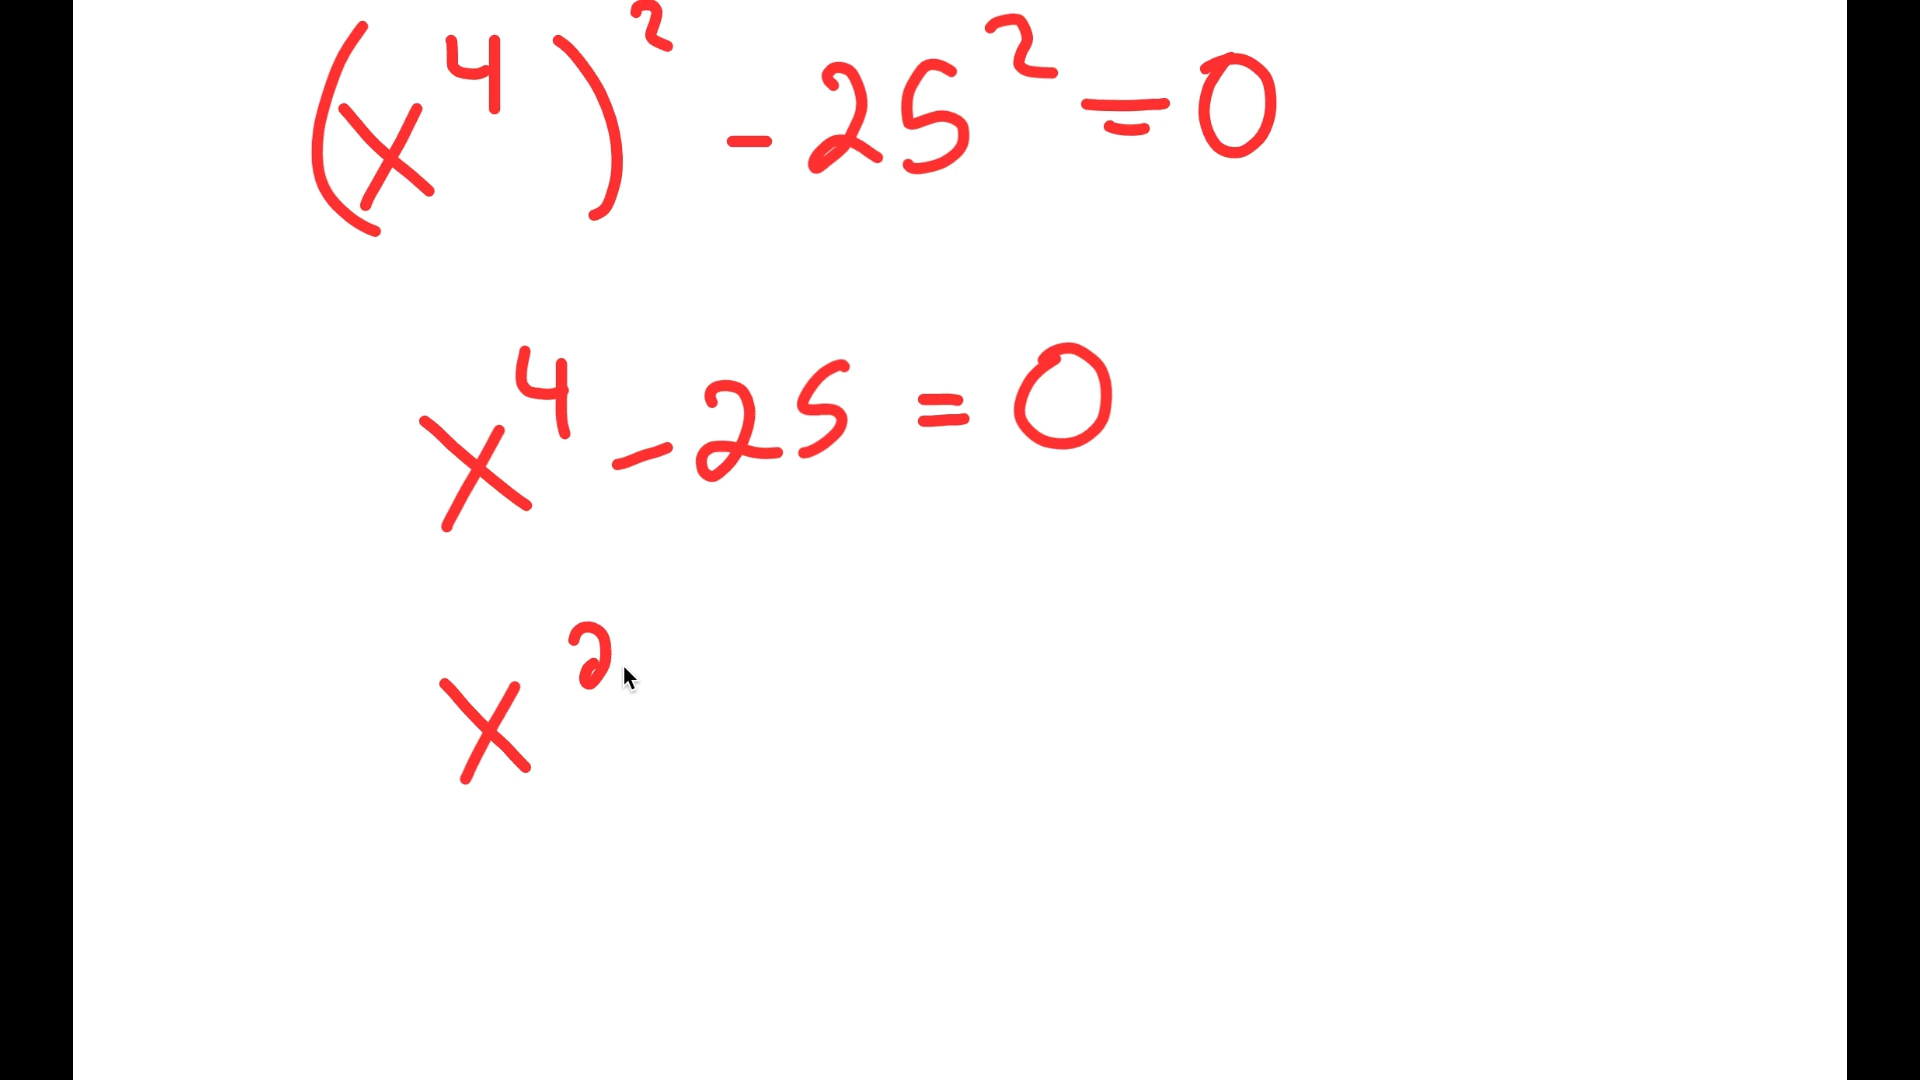 (x⁴)² - 25² = 0
x⁴ - 25 = 0
x²